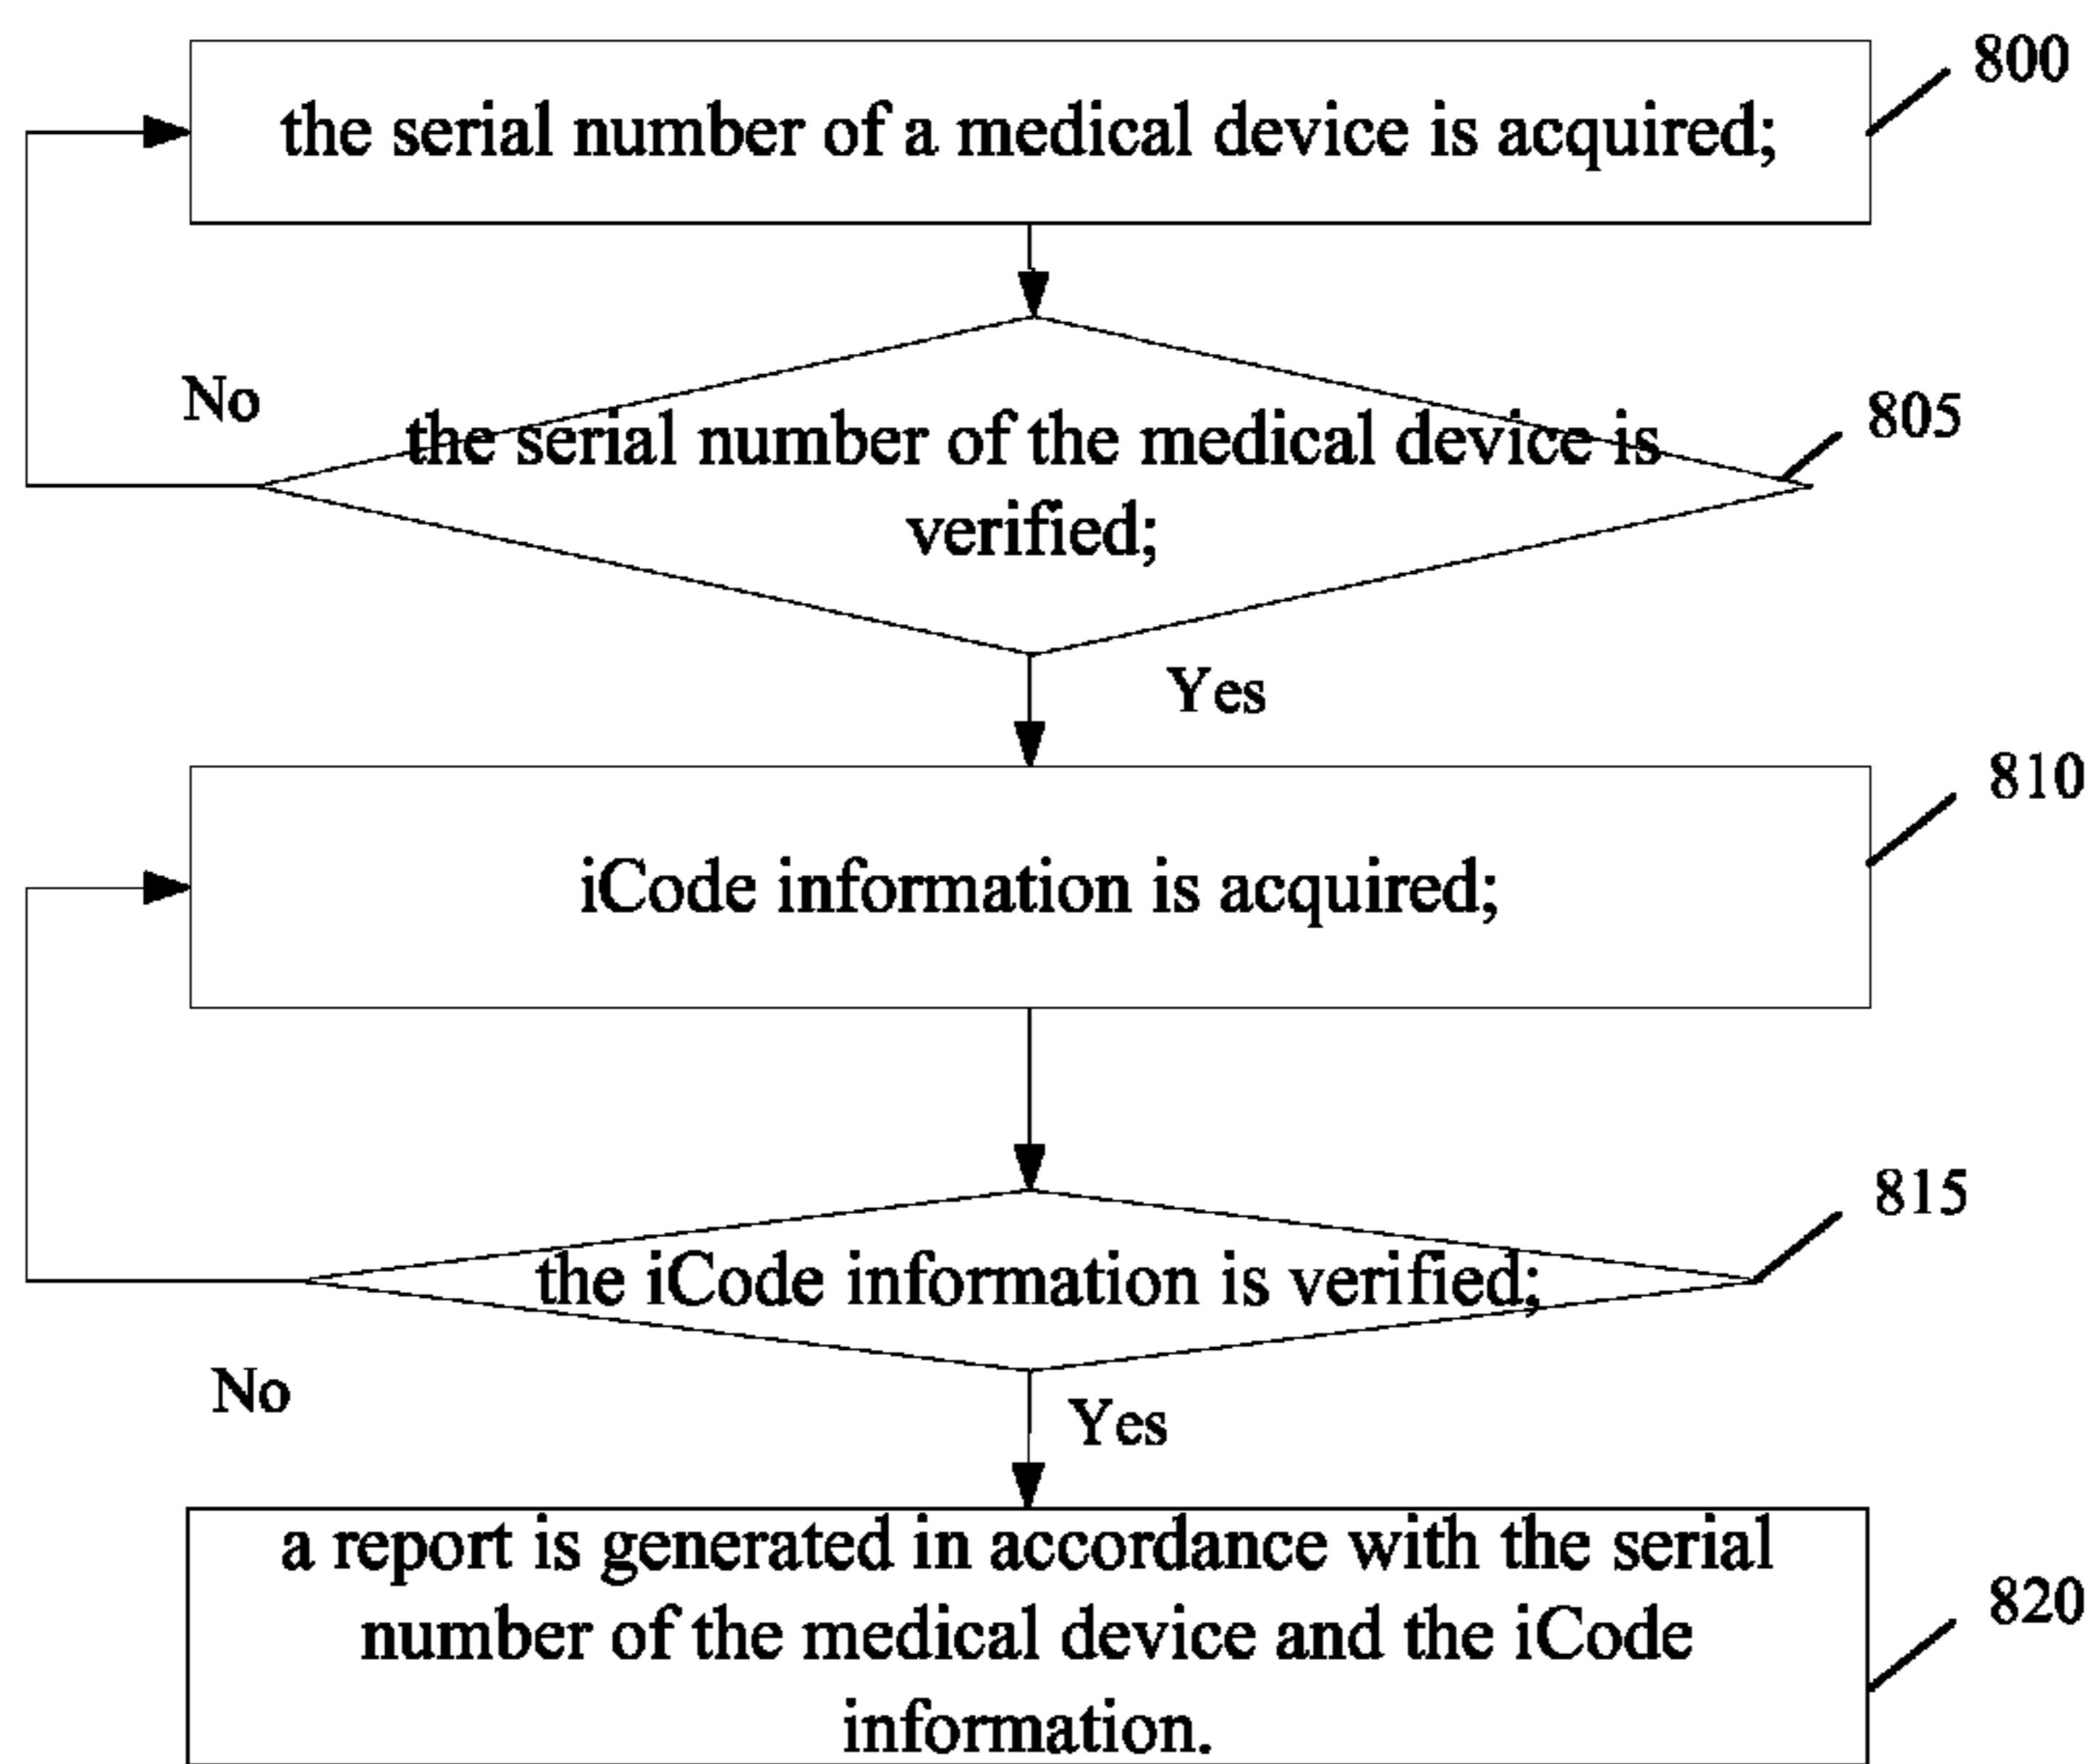 800
the serial number of a medical device is acquired;
No
805
the serial number of the medical device is
verified;
Yes
810
iCode information is acquired;
815
the iCode information is verified;
No
Yes
a report is generated in accordance with the serial
820
number of the medical device and the iCode
information.